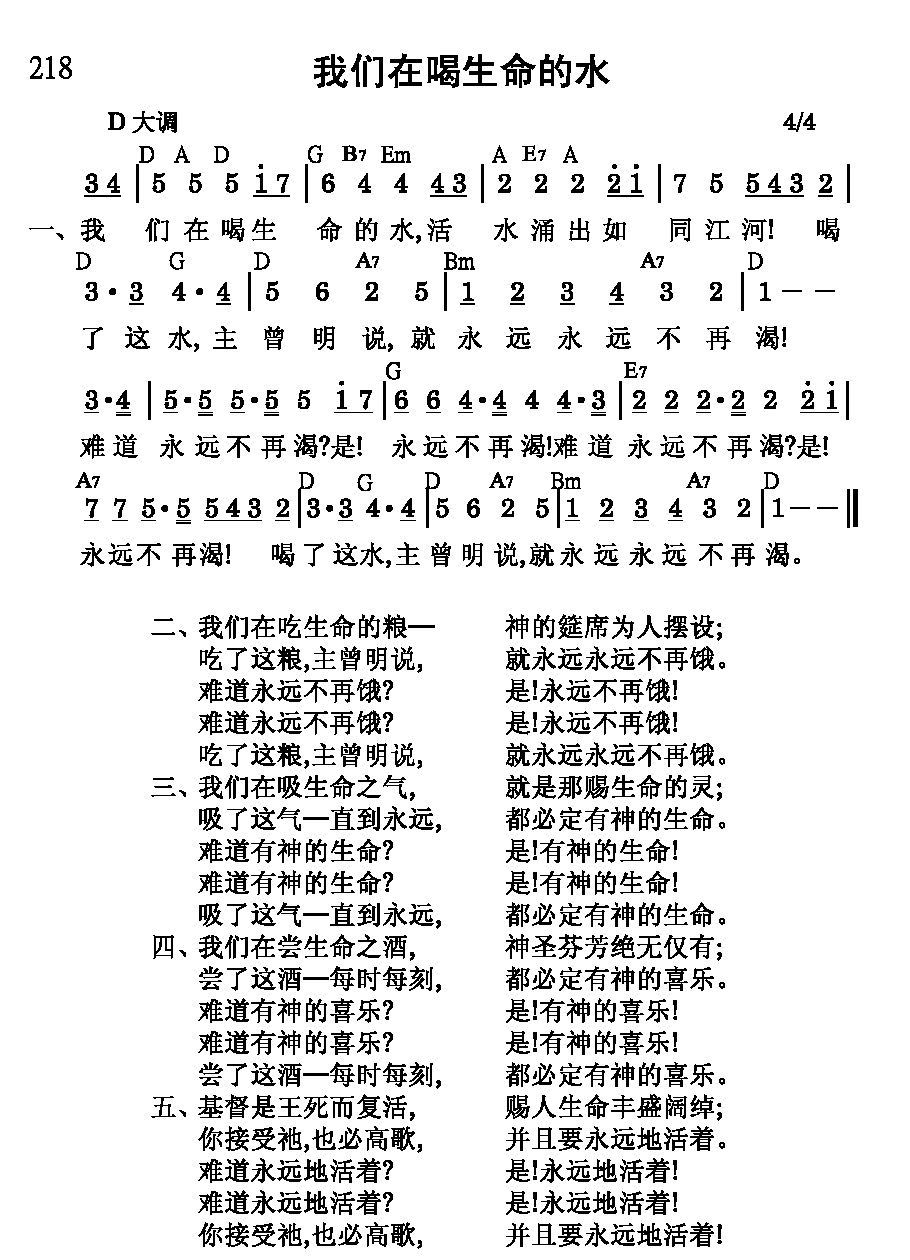 218 我们在喝生命的水
D 大调 4/4
D A D G B7 Em A E7 A
3 4 | 5 5 5 i 7 | 6 4 4 4 3 | 2 2 2 2̇ i | 7 5 5 4 3 2 |
一、我 们 在 喝 生 命 的 水,活 水 涌 出 如 同 江 河! 喝
D G D A7 Bm A7 D
3 · 3 4 · 4 | 5 6 2 5 | 1 2 3 4 3 2 | 1 – –
了 这 水, 主 曾 明 说, 就 永 远 永 远 不 再 渴!
G E7
3 · 4 | 5 · 5 5 · 5 5 i 7 | 6 6 4 · 4 4 4 · 3 | 2 2 2 · 2 2 2̇ i |
难 道 永 远 不 再 渴?是! 永 远 不 再 渴!难 道 永 远 不 再 渴?是!
A7 D G D A7 Bm A7 D
7 7 5 · 5 5 4 3 2 | 3 · 3 4 · 4 | 5 6 2 5 | 1 2 3 4 3 2 | 1 – – ‖
永 远 不 再 渴! 喝 了 这 水,主 曾 明 说,就 永 远 永 远 不 再 渴。
二、我们在吃生命的粮— 神的筵席为人摆设;
吃了这粮,主曾明说, 就永远永远不再饿。
难道永远不再饿? 是!永远不再饿!
难道永远不再饿? 是!永远不再饿!
吃了这粮,主曾明说, 就永远永远不再饿。
三、我们在吸生命之气, 就是那赐生命的灵;
吸了这气—直到永远, 都必定有神的生命。
难道有神的生命? 是!有神的生命!
难道有神的生命? 是!有神的生命!
吸了这气—直到永远, 都必定有神的生命。
四、我们在尝生命之酒, 神圣芬芳绝无仅有;
尝了这酒—每时每刻, 都必定有神的喜乐。
难道有神的喜乐? 是!有神的喜乐!
难道有神的喜乐? 是!有神的喜乐!
尝了这酒—每时每刻, 都必定有神的喜乐。
五、基督是王死而复活, 赐人生命丰盛阔绰;
你接受祂,也必高歌, 并且要永远地活着。
难道永远地活着? 是!永远地活着!
难道永远地活着? 是!永远地活着!
你接受祂,也必高歌, 并且要永远地活着!